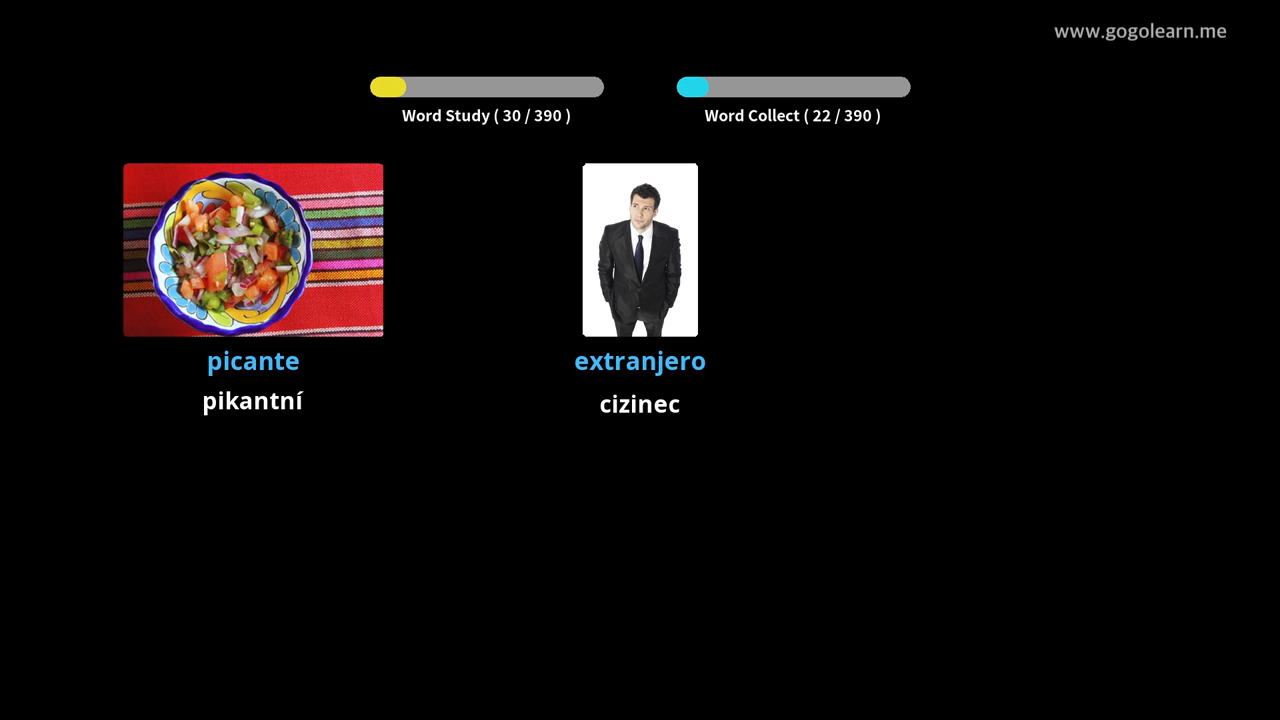 www.gogolearn.me
Word Study ( 30 / 390 )
Word Collect ( 22 / 390 )
picante
pikantní
extranjero
cizinec